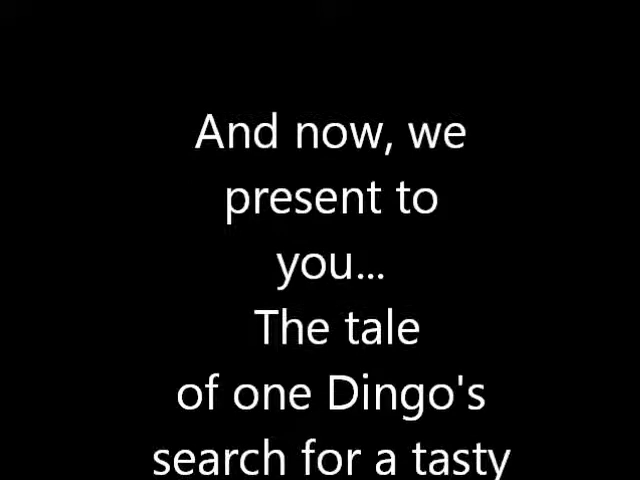 And now, we
present to
you...
The tale
of one Dingo's
search for a tasty